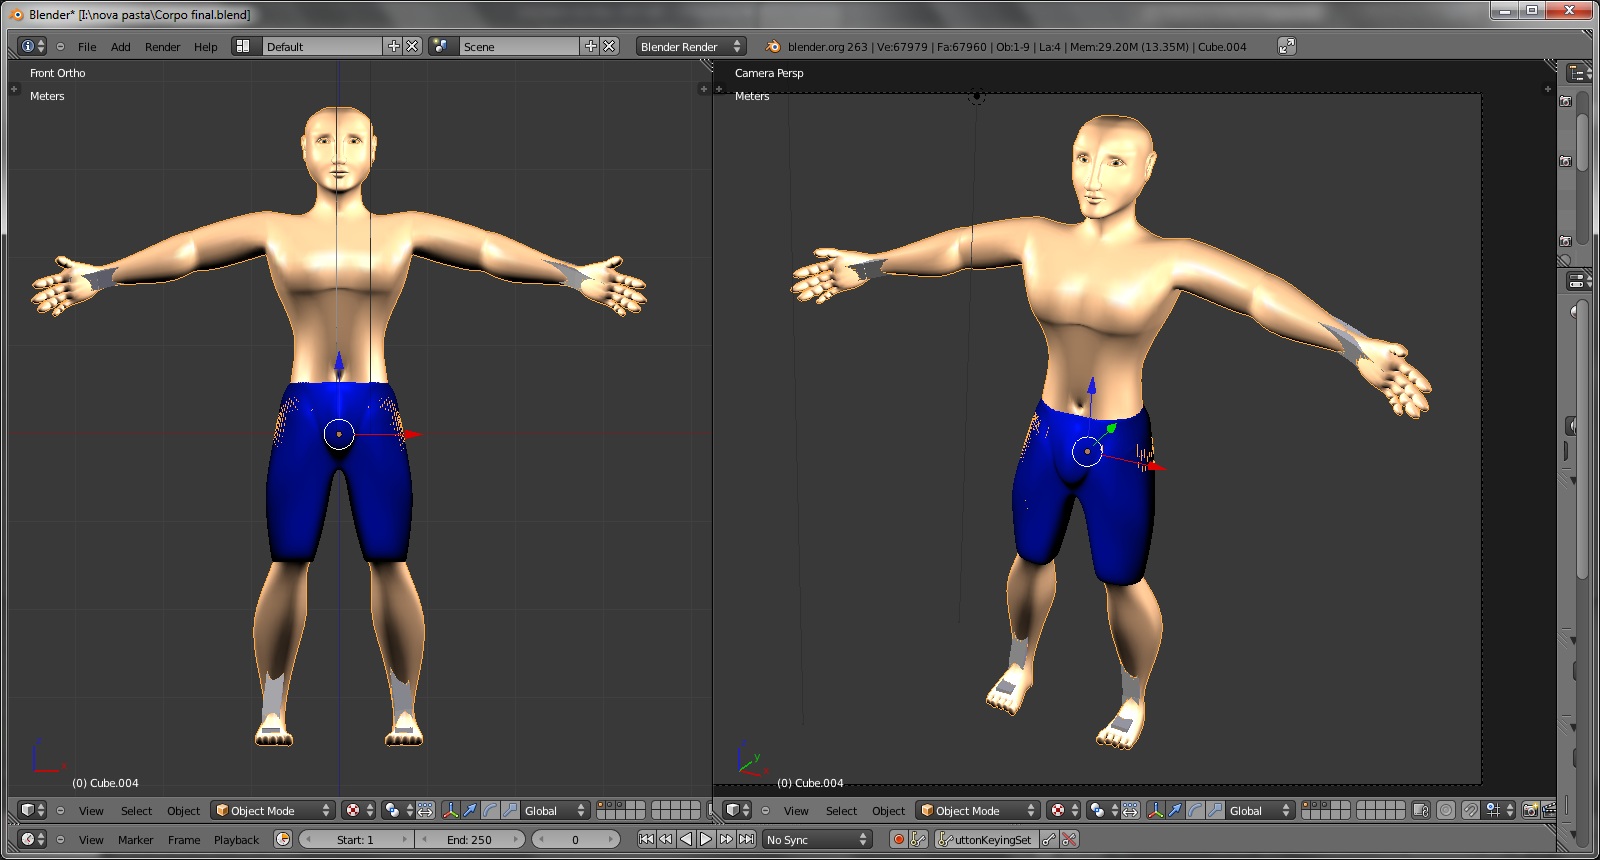 Blender* [I:\nova pasta\Corpo final.blend]
File Add Render Help Default Scene Blender Render blender.org 263 | Ve:67979 | Fa:67960 | Ob:1-9 | La:4 | Mem:29.20M (13.35M) | Cube.004
Front Ortho
Meters
Camera Persp
Meters
(0) Cube.004
(0) Cube.004
View Select Object Object Mode Global
View Select Object Object Mode Global
View Marker Frame Playback Start: 1 End: 250 0 No Sync uttonKeyingSet